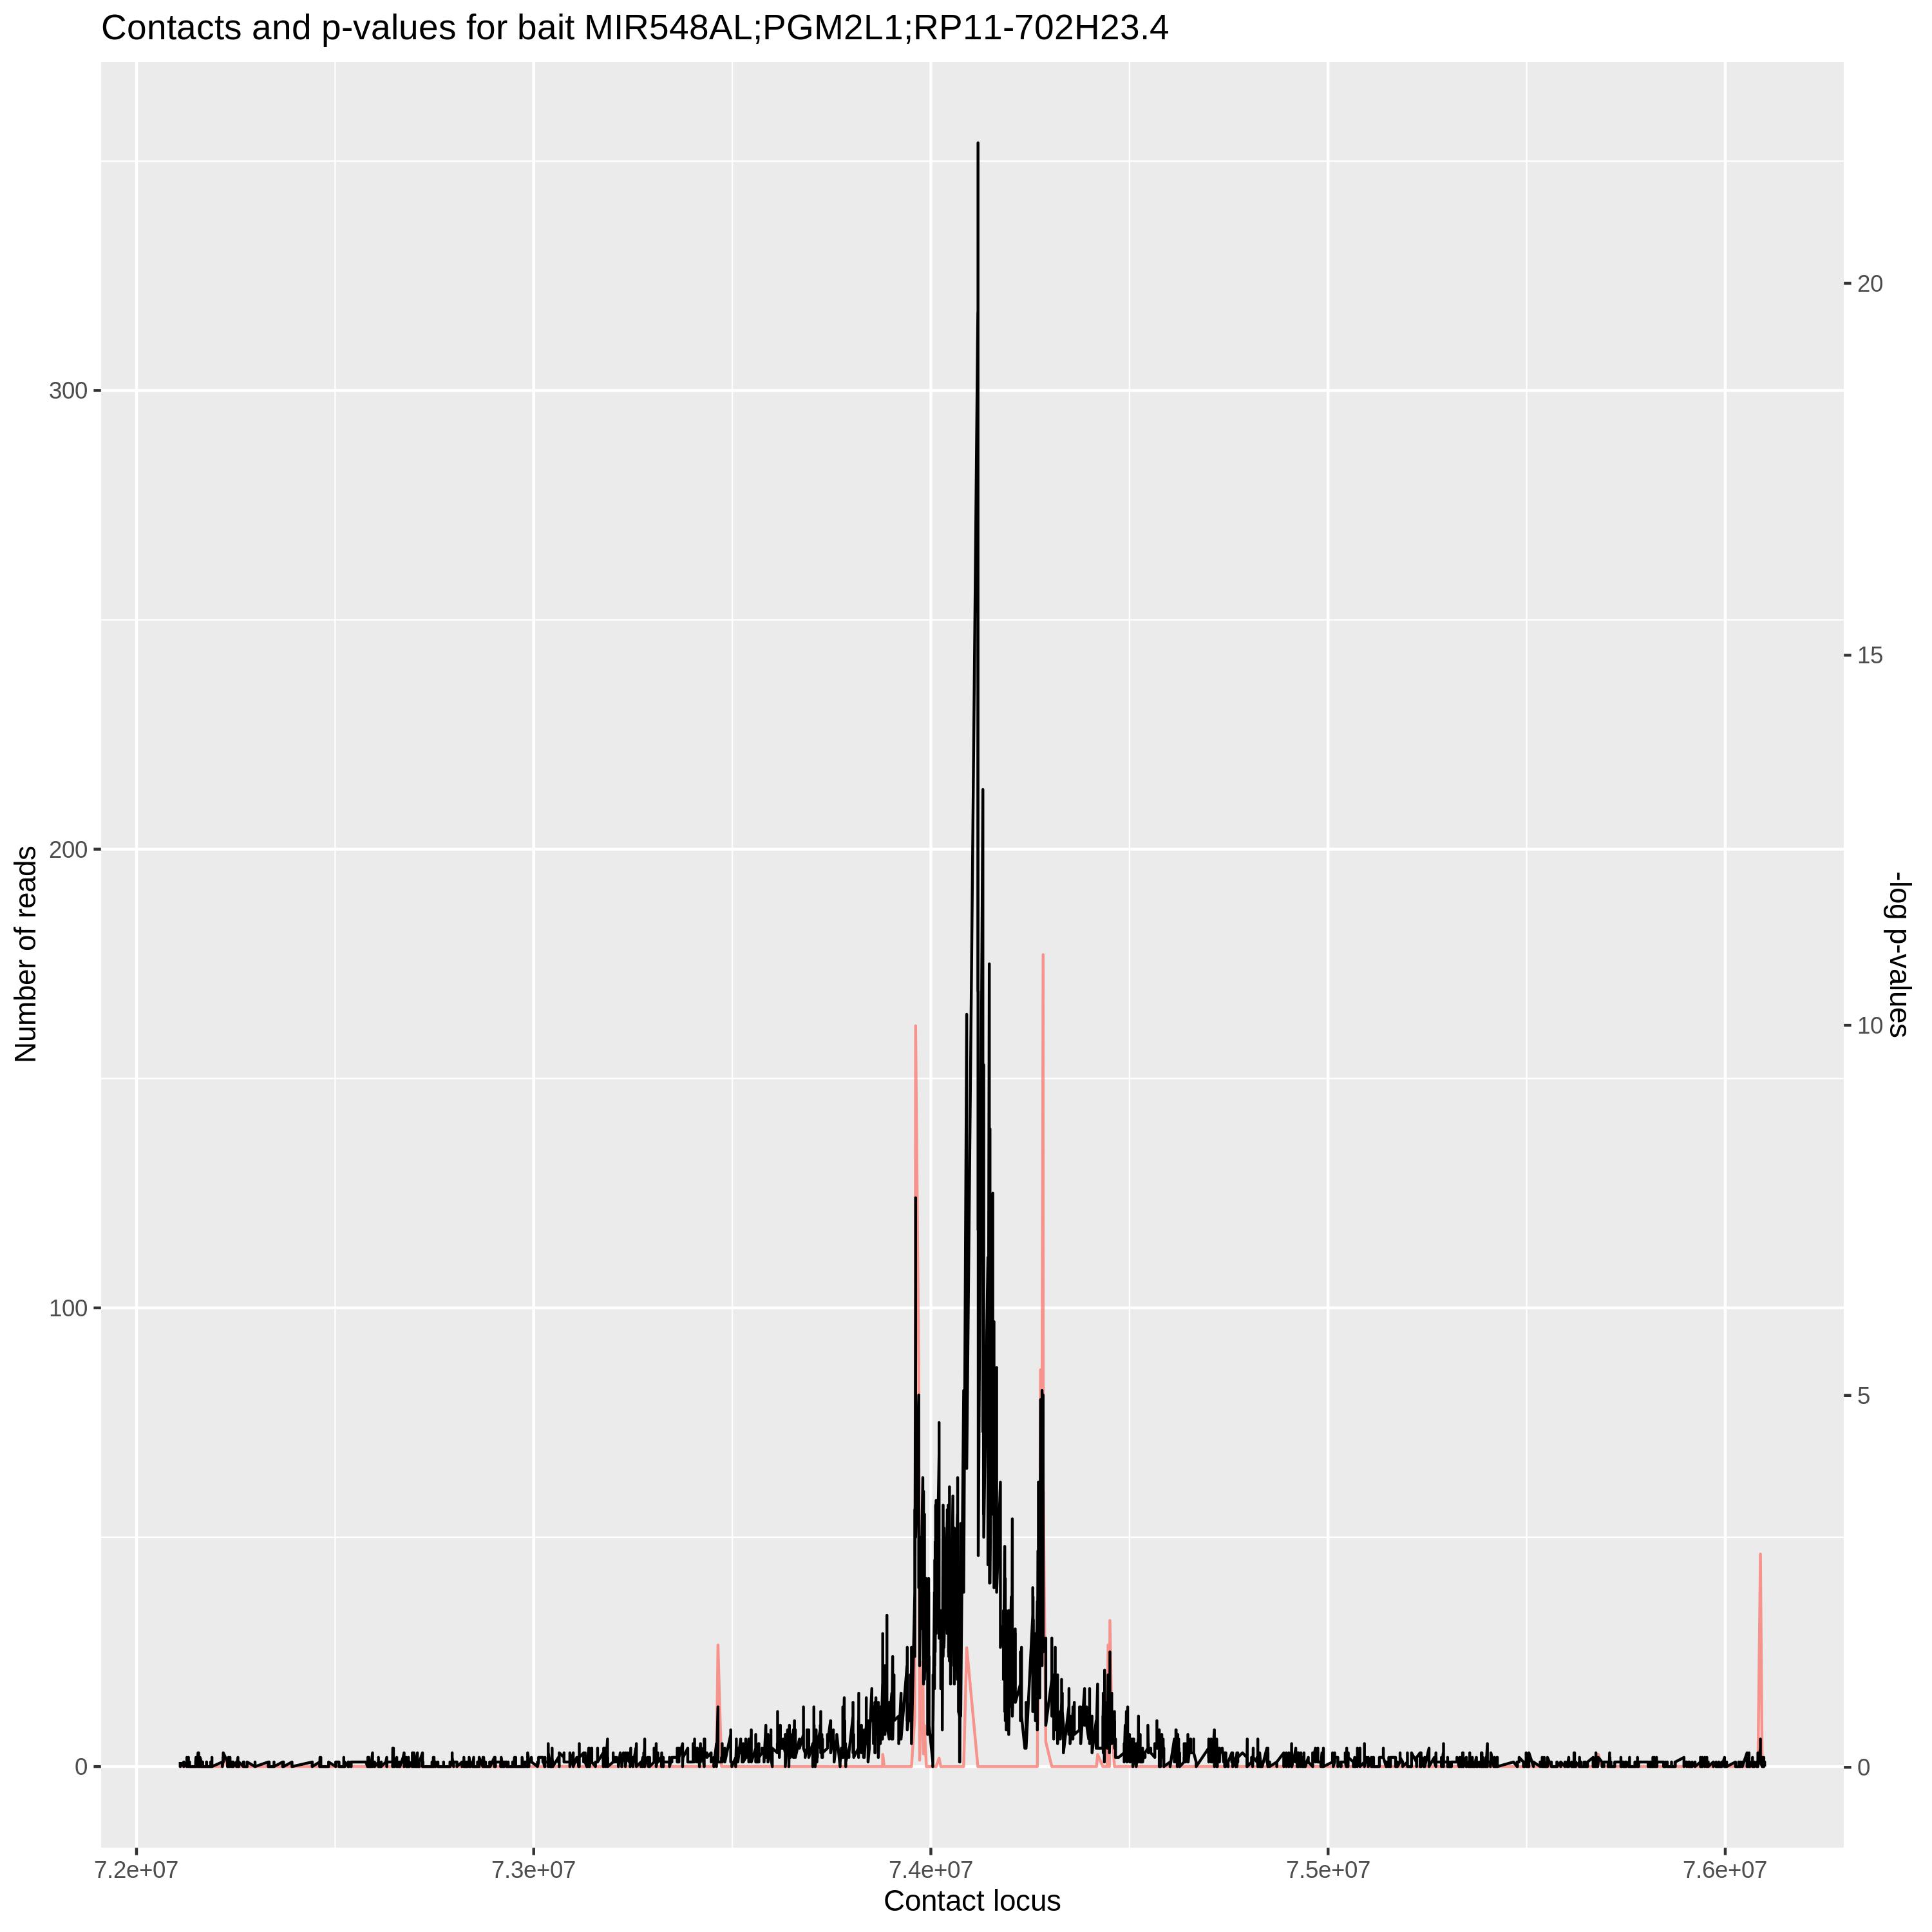 Contacts and p-values for bait MIR548AL;PGM2L1;RP11-702H23.4
300
200
100
0
Number of reads
20
15
10
5
0
-log p-values
7.2e+07
7.3e+07
7.4e+07
7.5e+07
7.6e+07
Contact locus